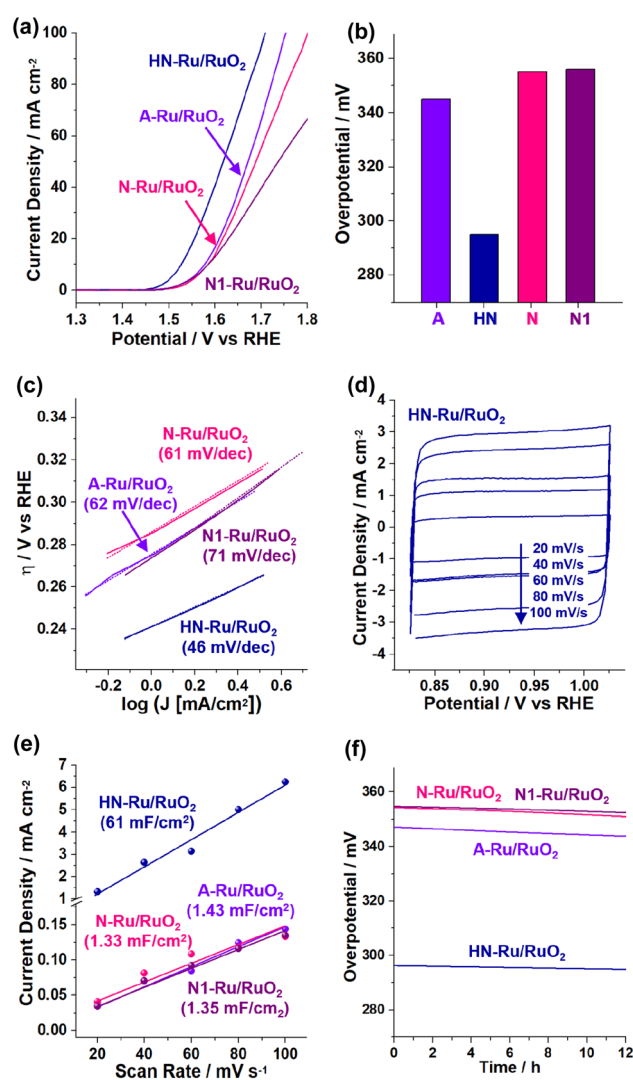 (a)
100
80
60
40
20
0
Current Density / mA cm-2
HN-Ru/RuO2
A-Ru/RuO2
N-Ru/RuO2
N1-Ru/RuO2
1.3 1.4 1.5 1.6 1.7 1.8
Potential / V vs RHE
(b)
360
340
320
300
280
Overpotential / mV
A HN N N1
(c)
0.34
0.32
0.30
0.28
0.26
0.24
η / V vs RHE
N-Ru/RuO2
(61 mV/dec)
A-Ru/RuO2
(62 mV/dec)
N1-Ru/RuO2
(71 mV/dec)
HN-Ru/RuO2
(46 mV/dec)
-0.2 0.0 0.2 0.4 0.6
log (J [mA/cm2])
(d)
5
4
3
2
1
0
-1
-2
-3
-4
Current Density / mA cm-2
HN-Ru/RuO2
20 mV/s
40 mV/s
60 mV/s
80 mV/s
100 mV/s
0.85 0.90 0.95 1.00
Potential / V vs RHE
(e)
7
6
5
4
3
2
1
0.15
0.10
0.05
0.00
Current Density / mA cm-2
HN-Ru/RuO2
(61 mF/cm2)
A-Ru/RuO2
(1.43 mF/cm2)
N-Ru/RuO2
(1.33 mF/cm2)
N1-Ru/RuO2
(1.35 mF/cm2)
20 40 60 80 100
Scan Rate / mV s-1
(f)
360
340
320
300
280
Overpotential / mV
N-Ru/RuO2
N1-Ru/RuO2
A-Ru/RuO2
HN-Ru/RuO2
0 2 4 6 8 10 12
Time / h